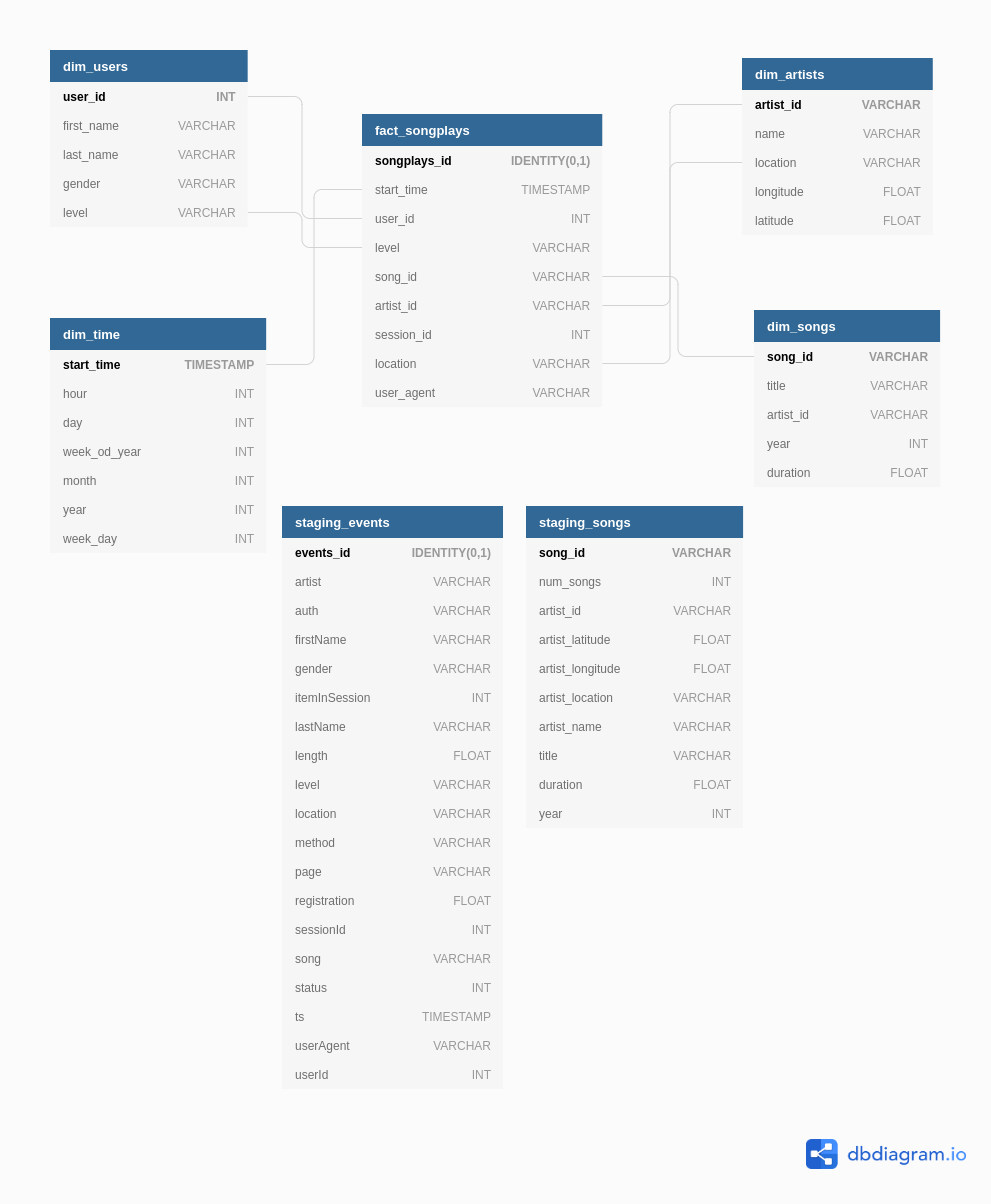 dim_users
user_id INT
first_name VARCHAR
last_name VARCHAR
gender VARCHAR
level VARCHAR
dim_artists
artist_id VARCHAR
name VARCHAR
location VARCHAR
longitude FLOAT
latitude FLOAT
fact_songplays
songplays_id IDENTITY(0,1)
start_time TIMESTAMP
user_id INT
level VARCHAR
song_id VARCHAR
artist_id VARCHAR
session_id INT
location VARCHAR
user_agent VARCHAR
dim_time
start_time TIMESTAMP
hour INT
day INT
week_od_year INT
month INT
year INT
week_day INT
dim_songs
song_id VARCHAR
title VARCHAR
artist_id VARCHAR
year INT
duration FLOAT
staging_events
events_id IDENTITY(0,1)
artist VARCHAR
auth VARCHAR
firstName VARCHAR
gender VARCHAR
itemInSession INT
lastName VARCHAR
length FLOAT
level VARCHAR
location VARCHAR
method VARCHAR
page VARCHAR
registration FLOAT
sessionId INT
song VARCHAR
status INT
ts TIMESTAMP
userAgent VARCHAR
userId INT
staging_songs
song_id VARCHAR
num_songs INT
artist_id VARCHAR
artist_latitude FLOAT
artist_longitude FLOAT
artist_location VARCHAR
artist_name VARCHAR
title VARCHAR
duration FLOAT
year INT
dbdiagram.io